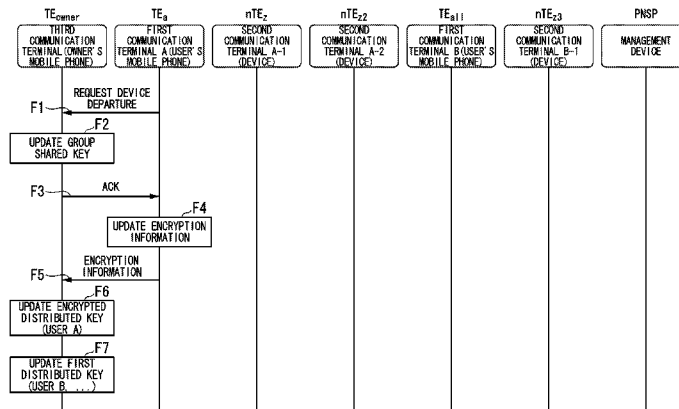 TEowner
TEa
nTEz
nTEz2
TEall
nTEz3
PNSP
THIRD
COMMUNICATION
TERMINAL(OWNER'S
MOBILE PHONE)
FIRST
COMMUNICATION
TERMINAL A(USER'S
MOBILE PHONE)
SECOND
COMMUNICATION
TERMINAL A-1
(DEVICE)
SECOND
COMMUNICATION
TERMINAL A-2
(DEVICE)
FIRST
COMMUNICATION
TERMINAL B(USER'S
MOBILE PHONE)
SECOND
COMMUNICATION
TERMINAL B-1
(DEVICE)
MANAGEMENT
DEVICE
REQUEST DEVICE
DEPARTURE
F1
F2
UPDATE GROUP
SHARED KEY
F3
ACK
F4
UPDATE ENCRYPTION
INFORMATION
ENCRYPTION
INFORMATION
F5
F6
UPDATE ENCRYPTED
DISTRIBUTED KEY
(USER A)
F7
UPDATE FIRST
DISTRIBUTED KEY
(USER B, ...)